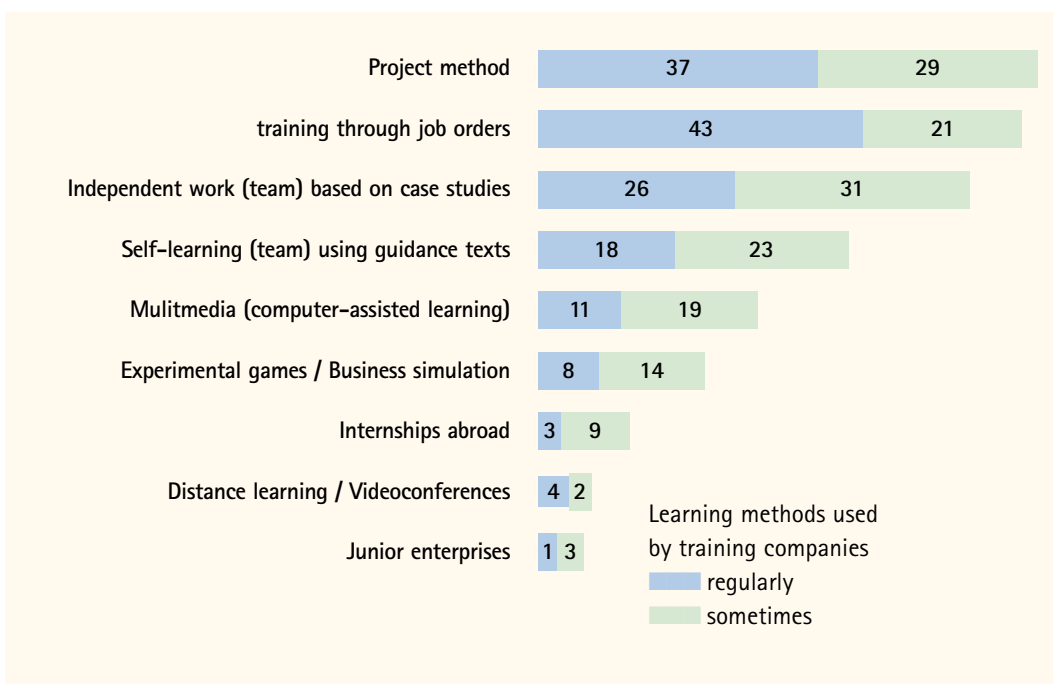 Project method 37 29
training through job orders 43 21
Independent work (team) based on case studies 26 31
Self-learning (team) using guidance texts 18 23
Mulitmedia (computer-assisted learning) 11 19
Experimental games / Business simulation 8 14
Internships abroad 3 9
Distance learning / Videoconferences 4 2
Junior enterprises 1 3
Learning methods used
by training companies
regularly
sometimes